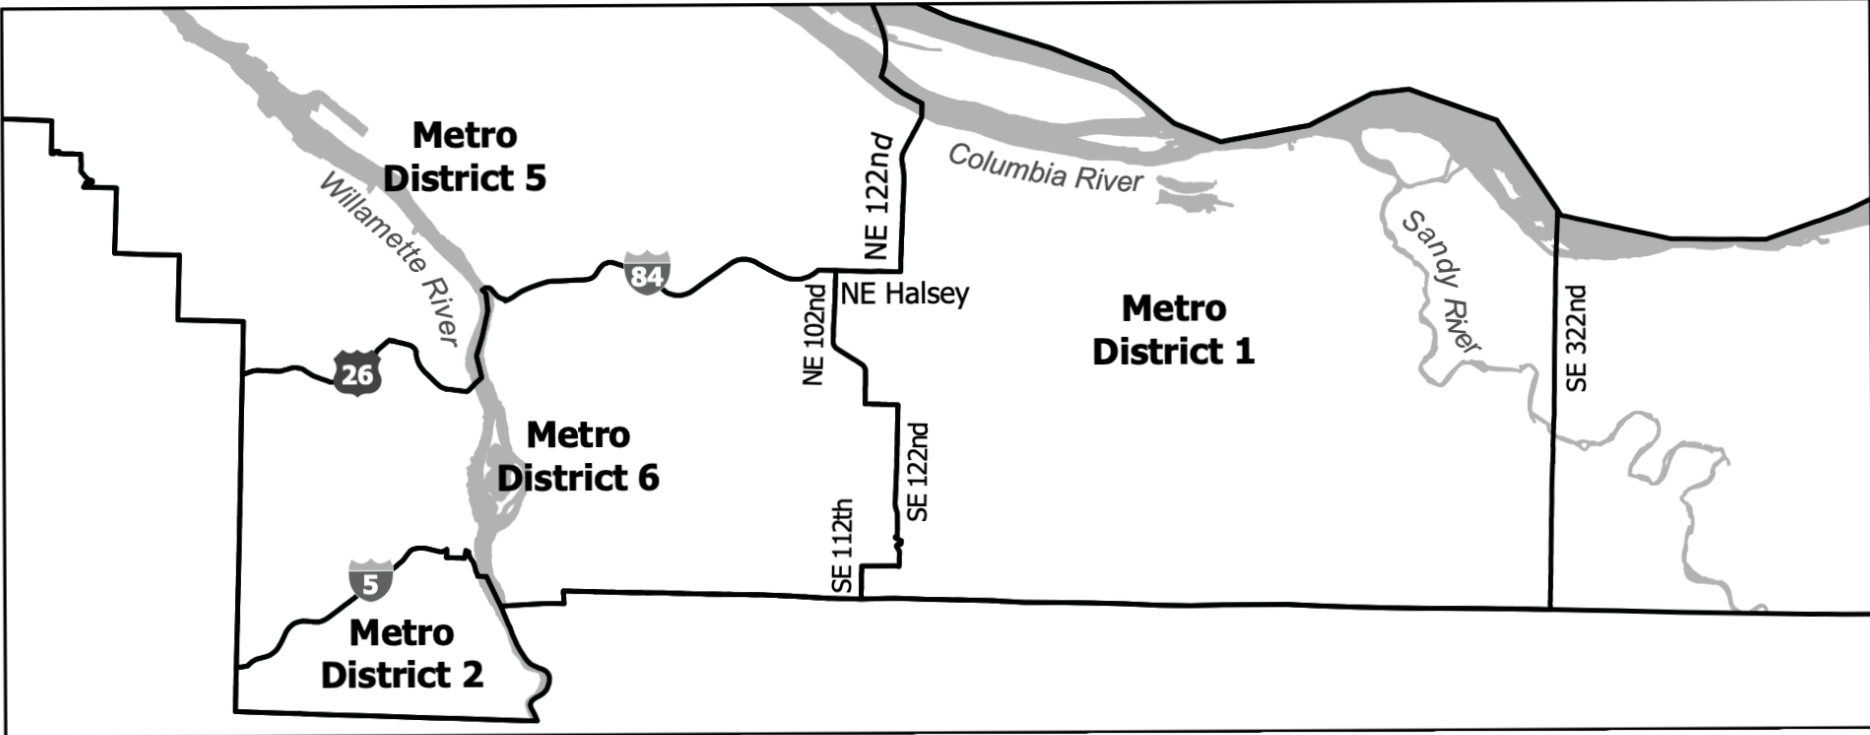 Metro
District 5
Willamette River
NE 122nd
Columbia River
Sandy River
84
NE Halsey
NE 102nd
Metro
District 1
SE 322nd
26
Metro
District 6
SE 122nd
SE 112th
5
Metro
District 2